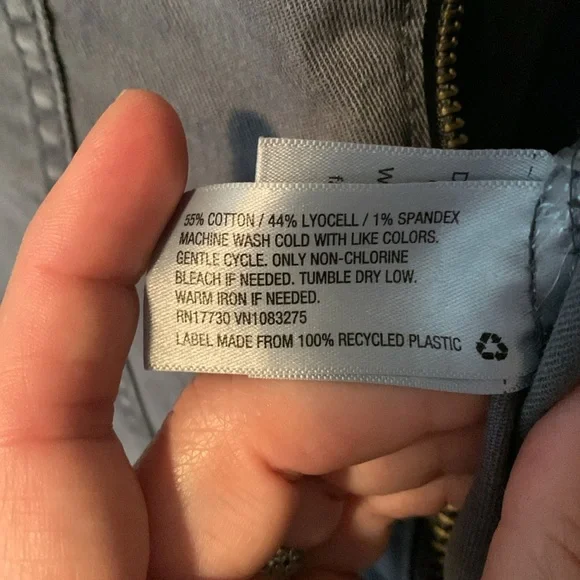 55% COTTON / 44% LYOCELL / 1% SPANDEX
MACHINE WASH COLD WITH LIKE COLORS.
GENTLE CYCLE. ONLY NON-CHLORINE
BLEACH IF NEEDED. TUMBLE DRY LOW.
WARM IRON IF NEEDED.
RN17730 VN1083275
LABEL MADE FROM 100% RECYCLED PLASTIC